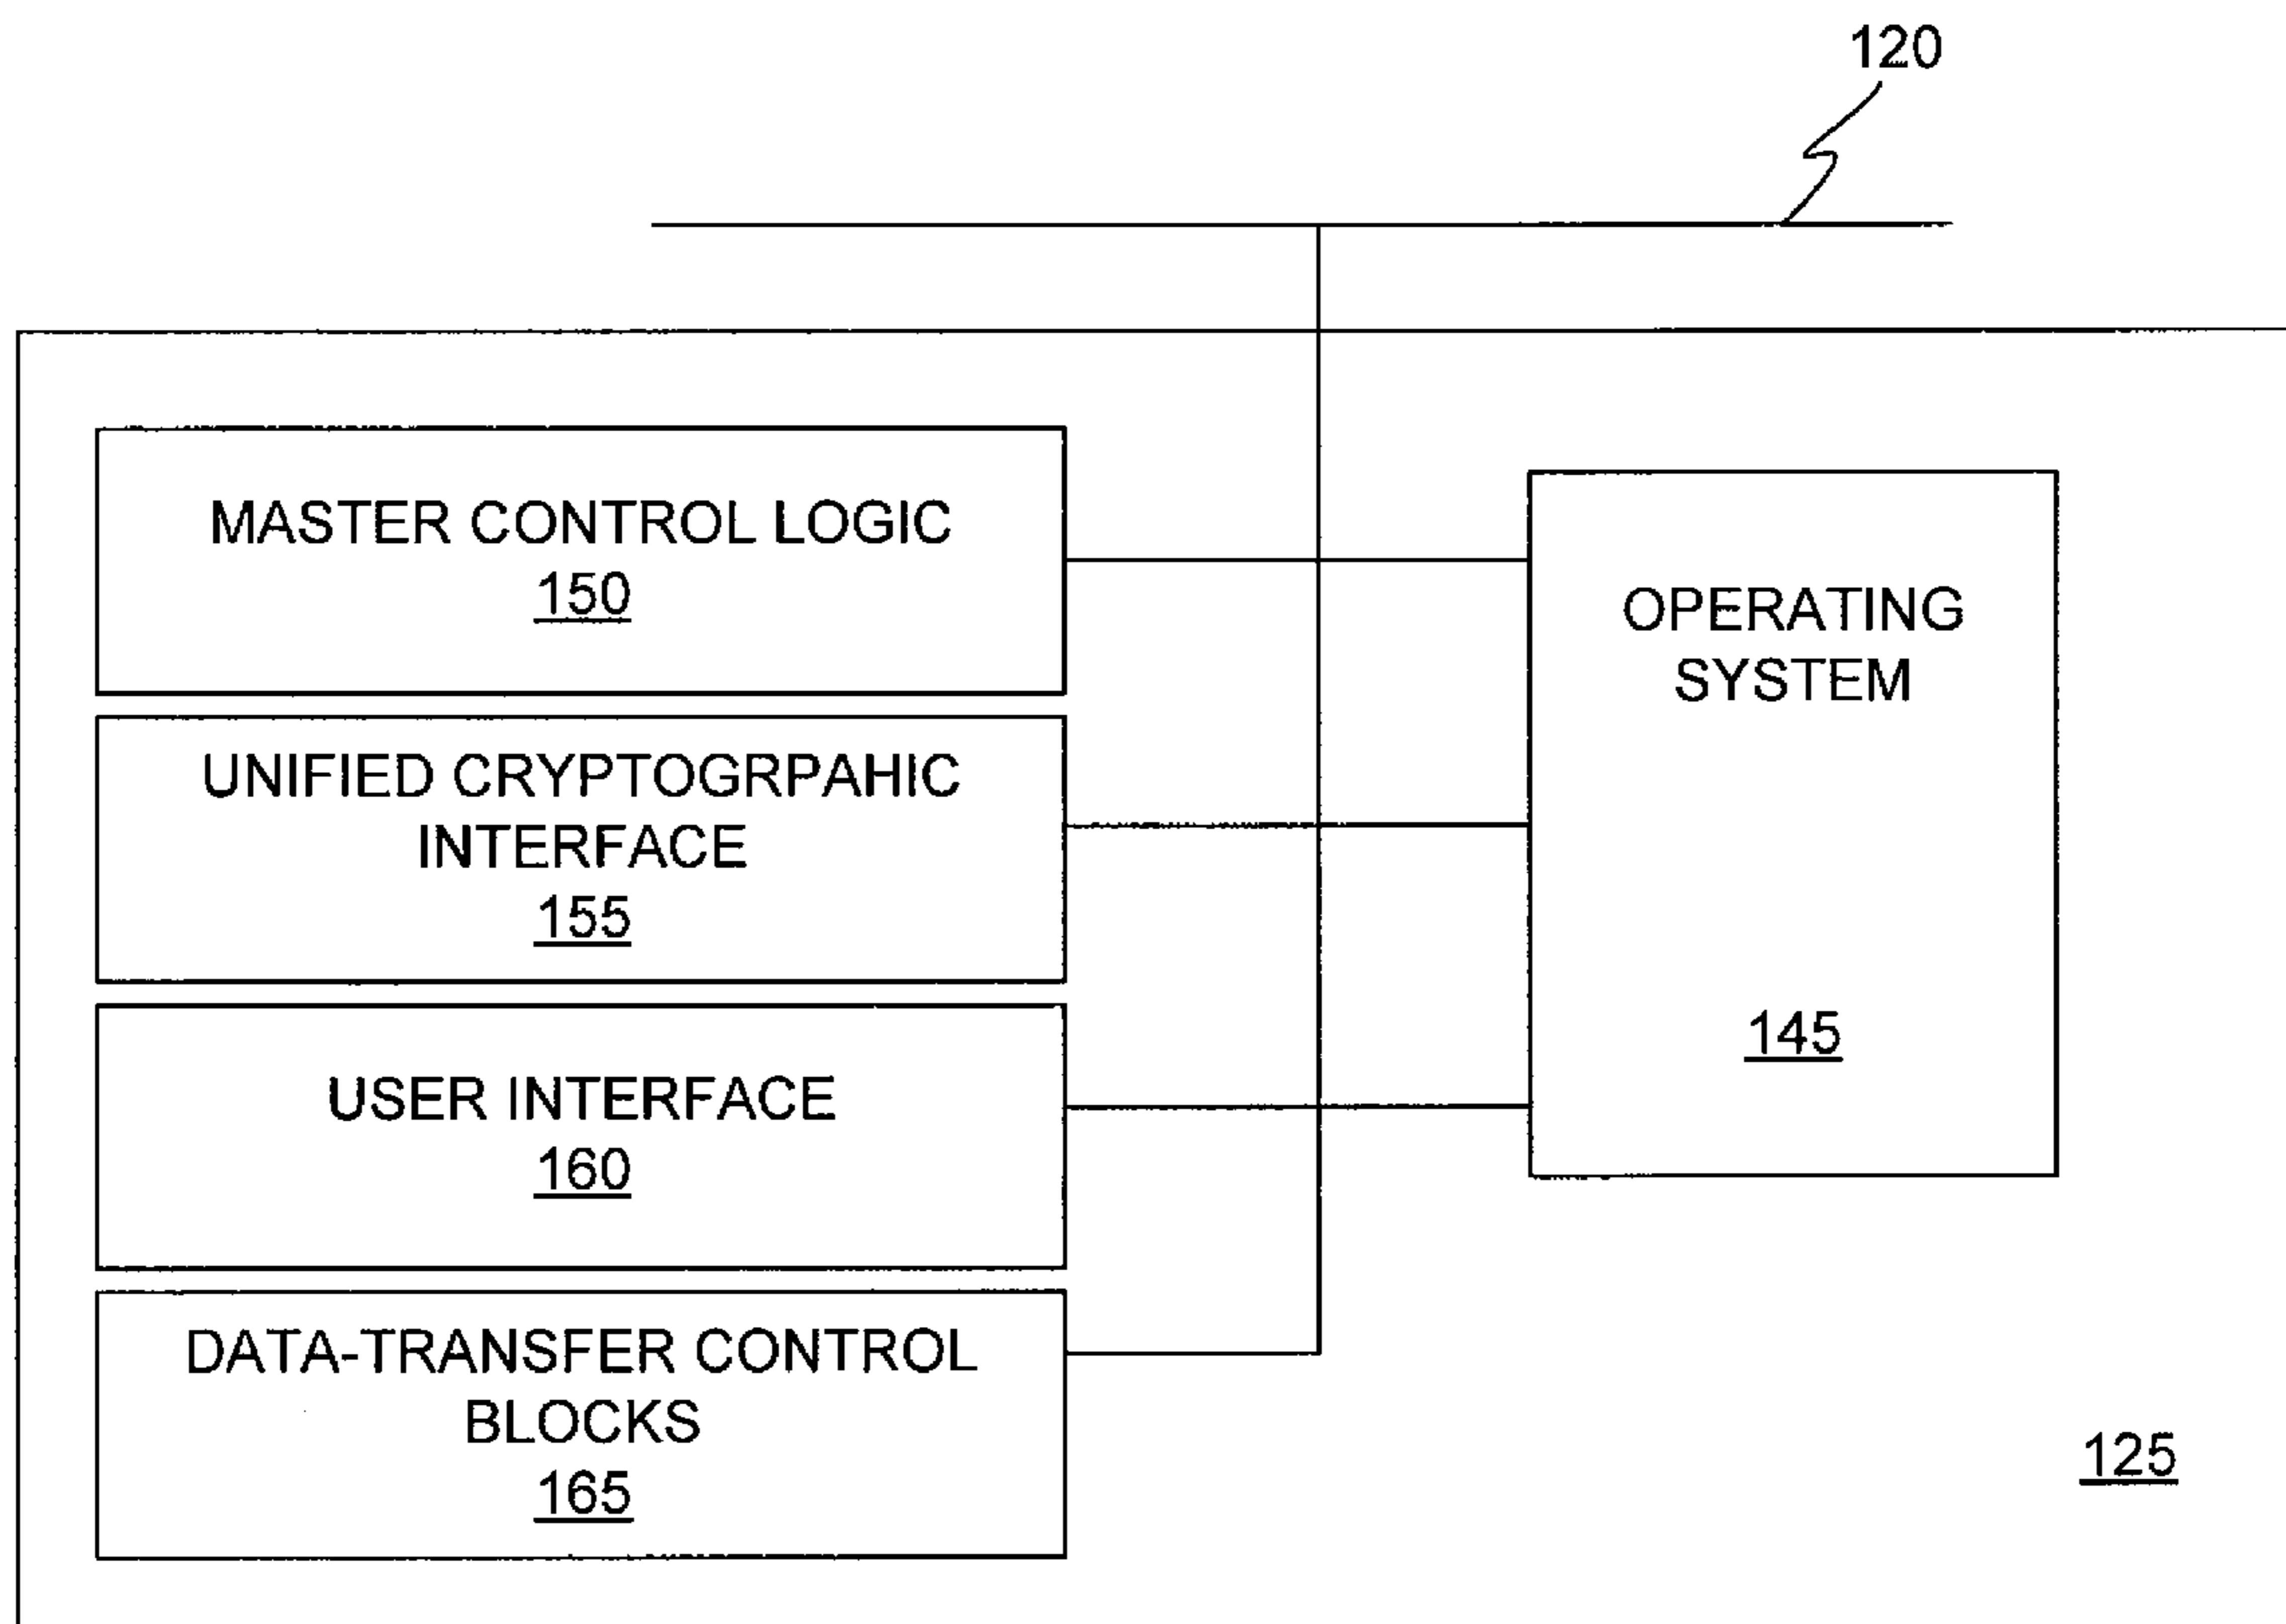 120
MASTER CONTROL LOGIC
150
UNIFIED CRYPTOGRPAHIC
INTERFACE
155
USER INTERFACE
160
DATA-TRANSFER CONTROL
BLOCKS
165
OPERATING
SYSTEM
145
125